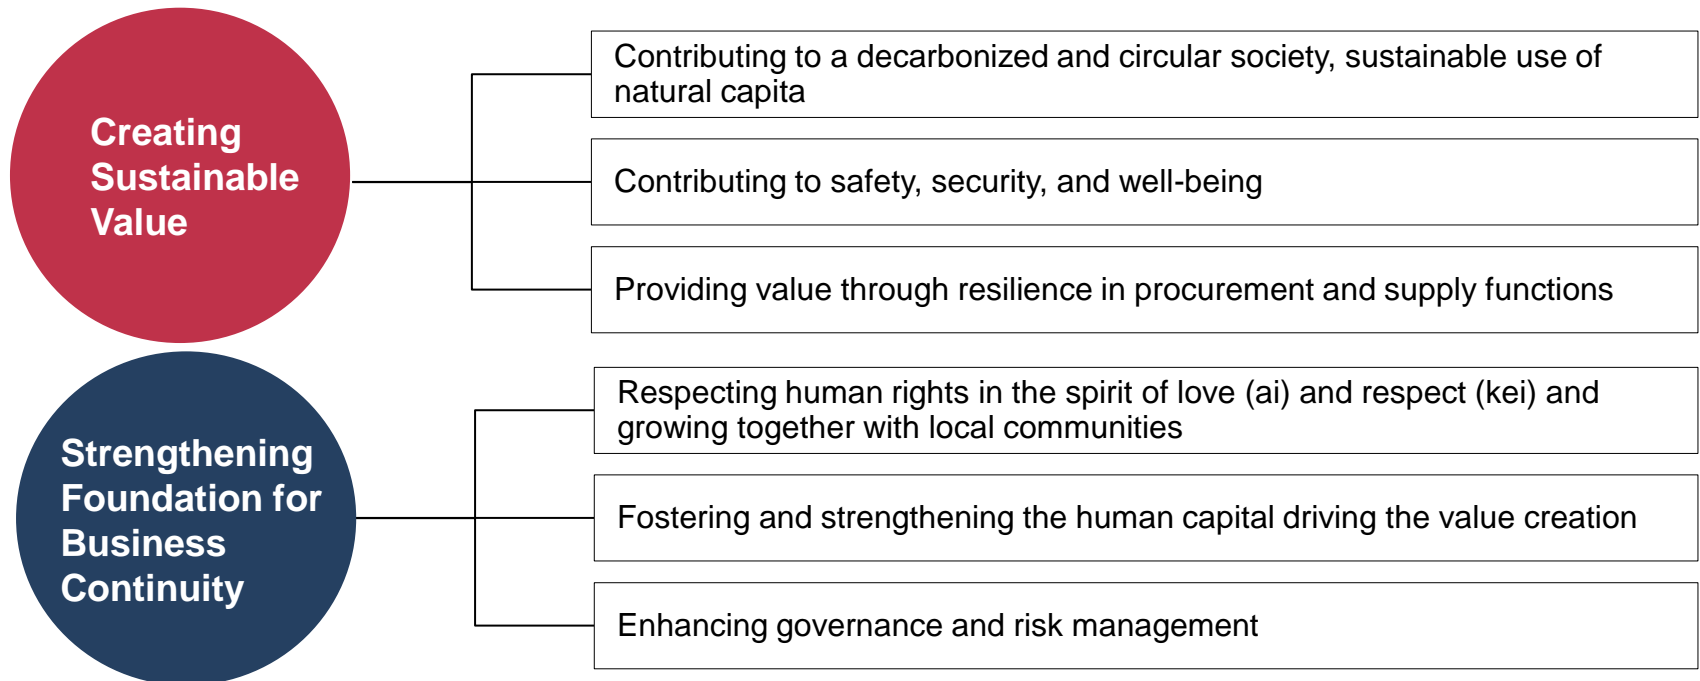 Creating
Sustainable
Value
Contributing to a decarbonized and circular society, sustainable use of
natural capita
Contributing to safety, security, and well-being
Providing value through resilience in procurement and supply functions
Strengthening
Foundation for
Business
Continuity
Respecting human rights in the spirit of love (ai) and respect (kei) and
growing together with local communities
Fostering and strengthening the human capital driving the value creation
Enhancing governance and risk management